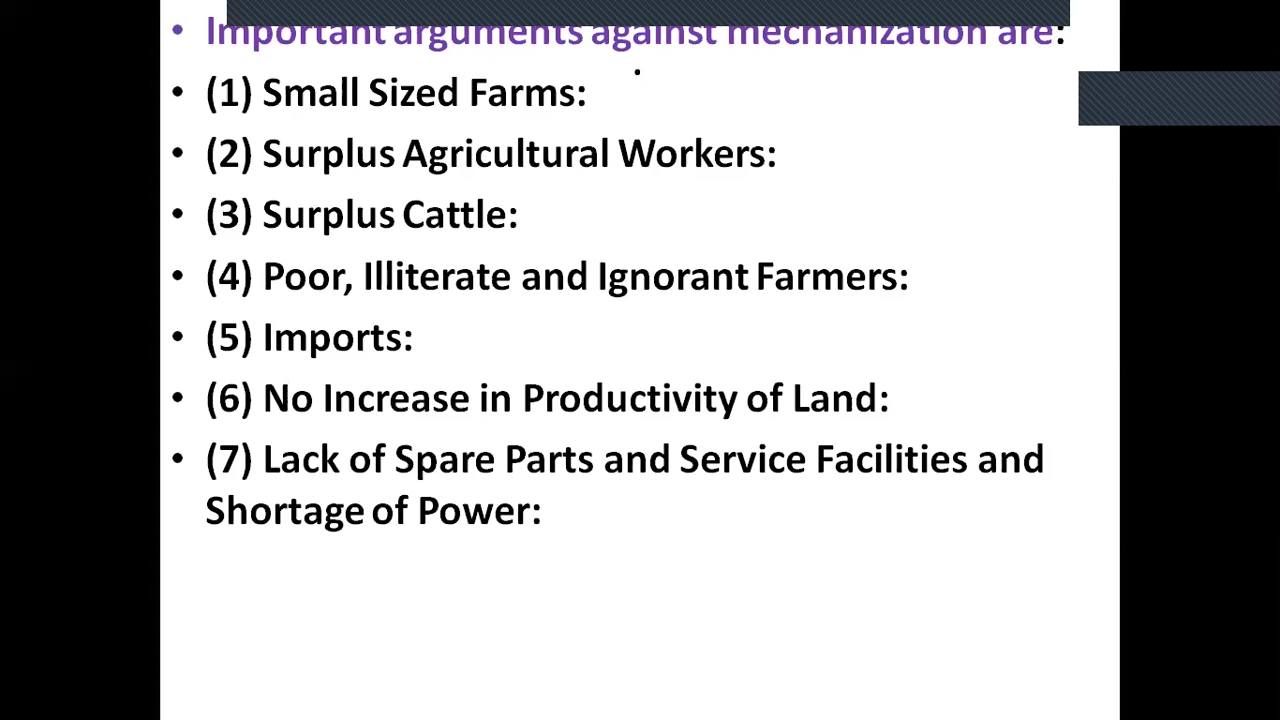 • Important arguments against mechanization are:
.
• (1) Small Sized Farms:
• (2) Surplus Agricultural Workers:
• (3) Surplus Cattle:
• (4) Poor, Illiterate and Ignorant Farmers:
• (5) Imports:
• (6) No Increase in Productivity of Land:
• (7) Lack of Spare Parts and Service Facilities and
Shortage of Power: